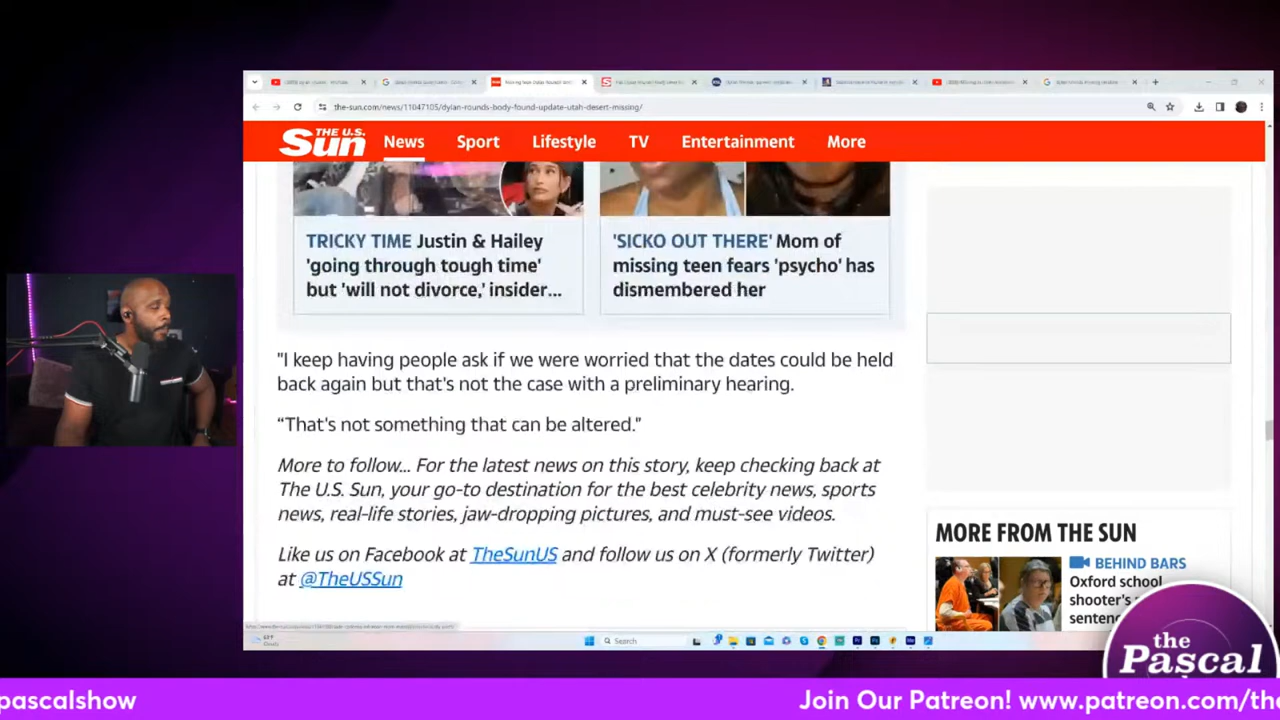 the-sun.com/news/11047105/dylan-rounds-body-found-update-utah-desert-missing/
THE U.S.
Sun
News
Sport
Lifestyle
TV
Entertainment
More
TRICKY TIME Justin & Hailey
'going through tough time'
but 'will not divorce,' insider...
'SICKO OUT THERE' Mom of
missing teen fears 'psycho' has
dismembered her
"I keep having people ask if we were worried that the dates could be held
back again but that's not the case with a preliminary hearing.
“That's not something that can be altered."
More to follow... For the latest news on this story, keep checking back at
The U.S. Sun, your go-to destination for the best celebrity news, sports
news, real-life stories, jaw-dropping pictures, and must-see videos.
Like us on Facebook at TheSunUS and follow us on X (formerly Twitter)
at @TheUSSun
MORE FROM THE SUN
BEHIND BARS
Oxford school
shooter's
Search
the
Pascal
pascalshow
Join Our Patreon! www.patreon.com/the